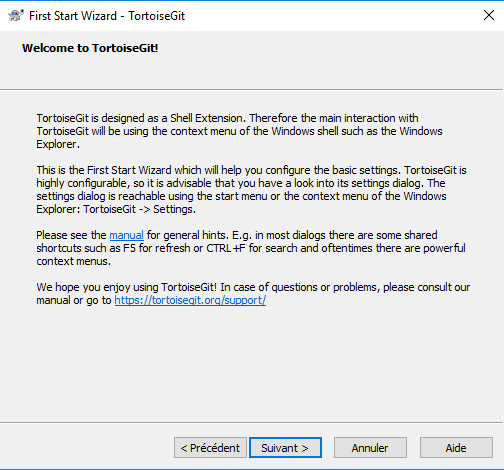 First Start Wizard - TortoiseGit
Welcome to TortoiseGit!
TortoiseGit is designed as a Shell Extension. Therefore the main interaction with
TortoiseGit will be using the context menu of the Windows shell such as the Windows
Explorer.
This is the First Start Wizard which will help you configure the basic settings. TortoiseGit is
highly configurable, so it is advisable that you have a look into its settings dialog. The
settings dialog is reachable using the start menu or the context menu of the Windows
Explorer: TortoiseGit -> Settings.
Please see the manual for general hints. E.g. in most dialogs there are some shared
shortcuts such as F5 for refresh or CTRL+F for search and oftentimes there are powerful
context menus.
We hope you enjoy using TortoiseGit! In case of questions or problems, please consult our
manual or go to https://tortoisegit.org/support/
< Précédent Suivant > Annuler Aide